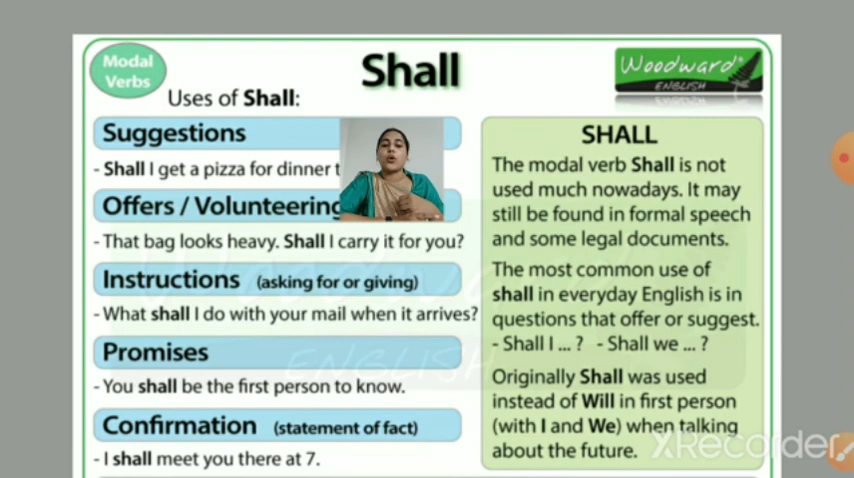 Modal
Verbs
Shall
Woodward®
ENGLISH
Uses of Shall:
Suggestions
- Shall I get a pizza for dinner t
Offers / Volunteering
- That bag looks heavy. Shall I carry it for you?
Instructions (asking for or giving)
- What shall I do with your mail when it arrives?
Promises
- You shall be the first person to know.
Confirmation (statement of fact)
- I shall meet you there at 7.
SHALL
The modal verb Shall is not
used much nowadays. It may
still be found in formal speech
and some legal documents.
The most common use of
shall in everyday English is in
questions that offer or suggest.
- Shall I ... ? - Shall we ... ?
Originally Shall was used
instead of Will in first person
(with I and We) when talking
about the future.
Woodward
ENGLISH
XRecorder